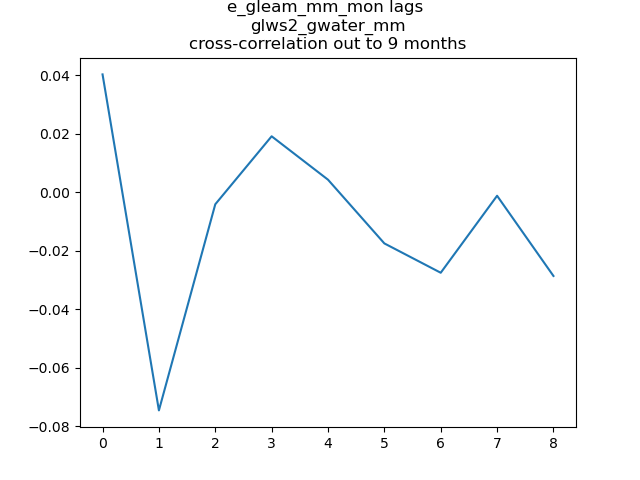 e_gleam_mm_mon lags
glws2_gwater_mm
cross-correlation out to 9 months
0.04
0.02
0.00
−0.02
−0.04
−0.06
−0.08
0 1 2 3 4 5 6 7 8